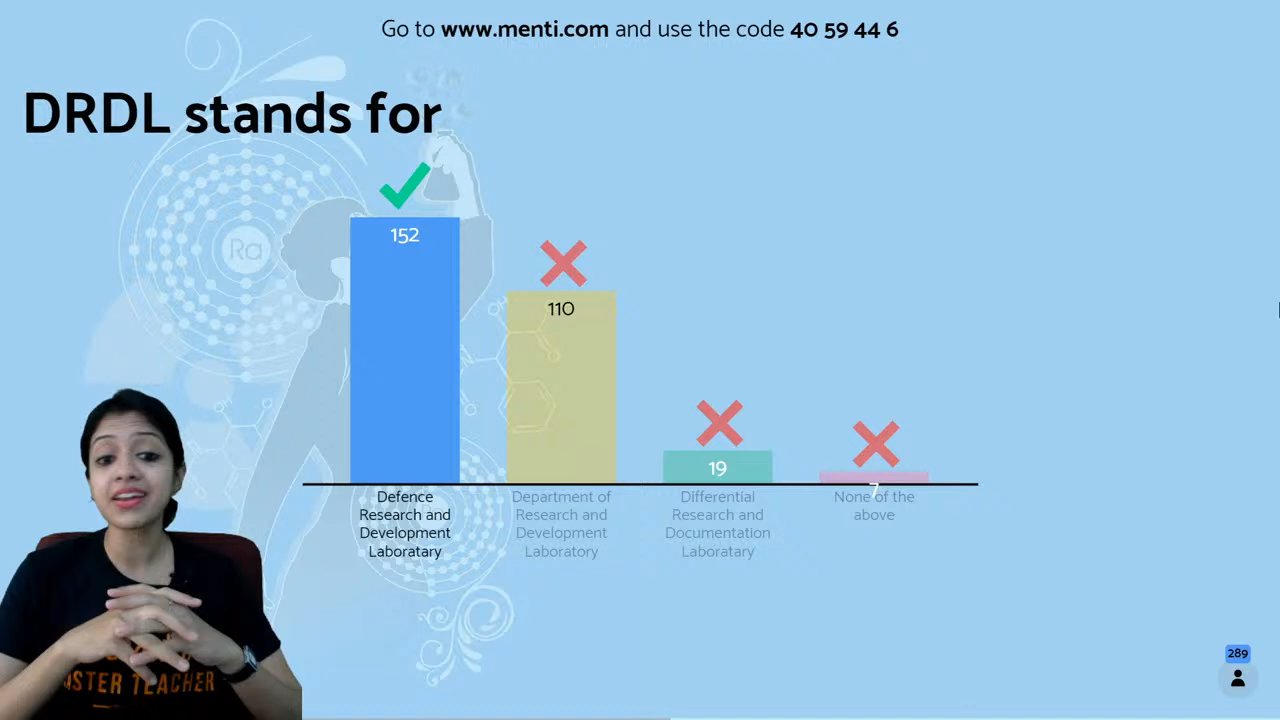 Go to www.menti.com and use the code 40 59 44 6
DRDL stands for
Ra
152
110
19
7
Defence
Research and
Development
Laboratary
Department of
Research and
Development
Laboratory
Differential
Research and
Documentation
Laboratary
None of the
above
289
STER TEACHER